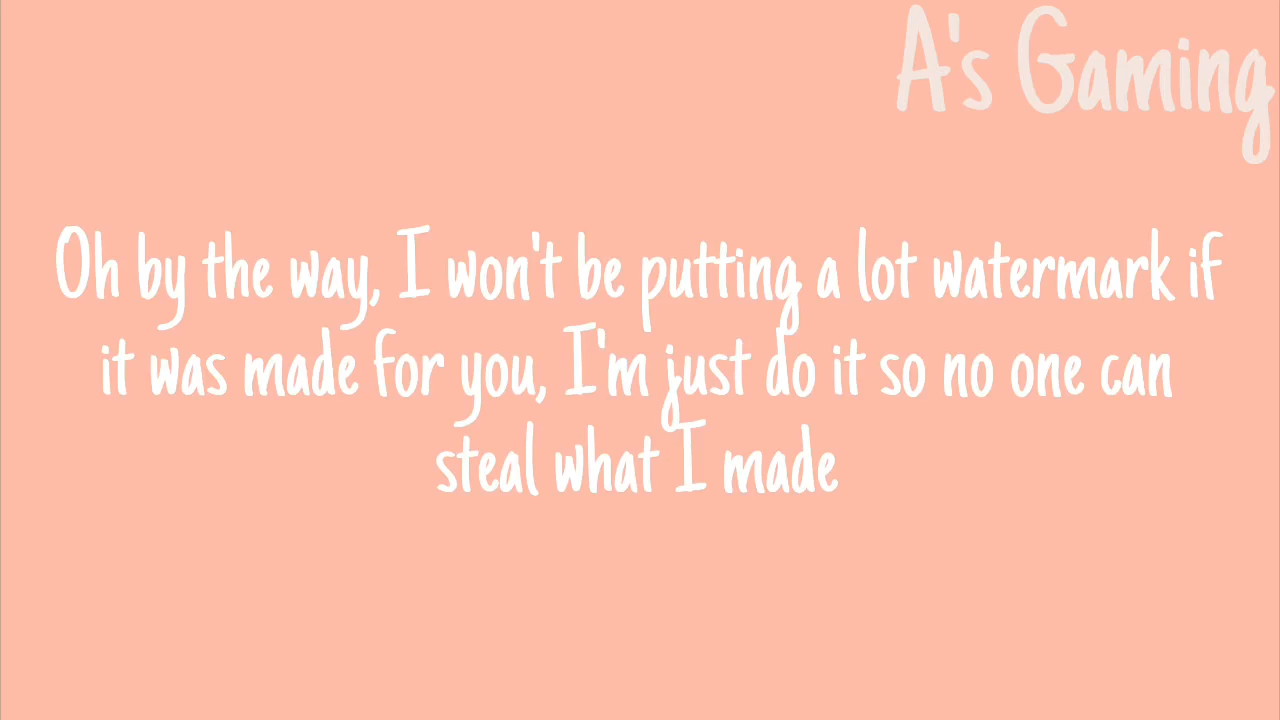 A's Gaming
Oh by the way, I won't be putting a lot watermark if
it was made for you, I'm just do it so no one can
steal what I made